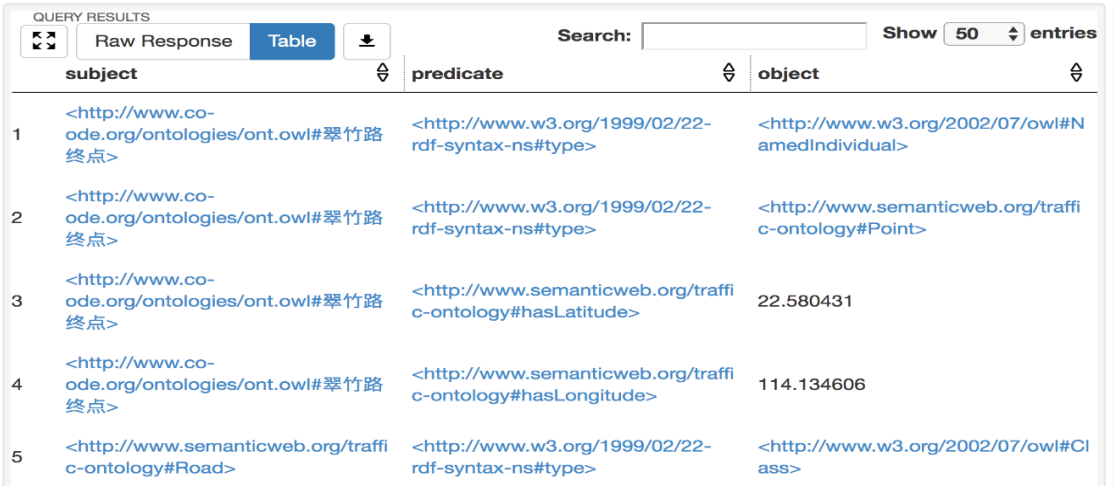 QUERY RESULTS
Raw Response Table Search: Show 50 entries
subject predicate object
<http://www.co-
ode.org/ontologies/ont.owl#翠竹路
终点>
<http://www.w3.org/1999/02/22-
rdf-syntax-ns#type>
<http://www.w3.org/2002/07/owl#N
amedIndividual>
1
<http://www.co-
ode.org/ontologies/ont.owl#翠竹路
终点>
<http://www.w3.org/1999/02/22-
rdf-syntax-ns#type>
<http://www.semanticweb.org/traffi
c-ontology#Point>
2
<http://www.co-
ode.org/ontologies/ont.owl#翠竹路
终点>
<http://www.semanticweb.org/traffi
c-ontology#hasLatitude>
22.580431
3
<http://www.co-
ode.org/ontologies/ont.owl#翠竹路
终点>
<http://www.semanticweb.org/traffi
c-ontology#hasLongitude>
114.134606
4
<http://www.semanticweb.org/traffi
c-ontology#Road>
<http://www.w3.org/1999/02/22-
rdf-syntax-ns#type>
<http://www.w3.org/2002/07/owl#Cl
ass>
5